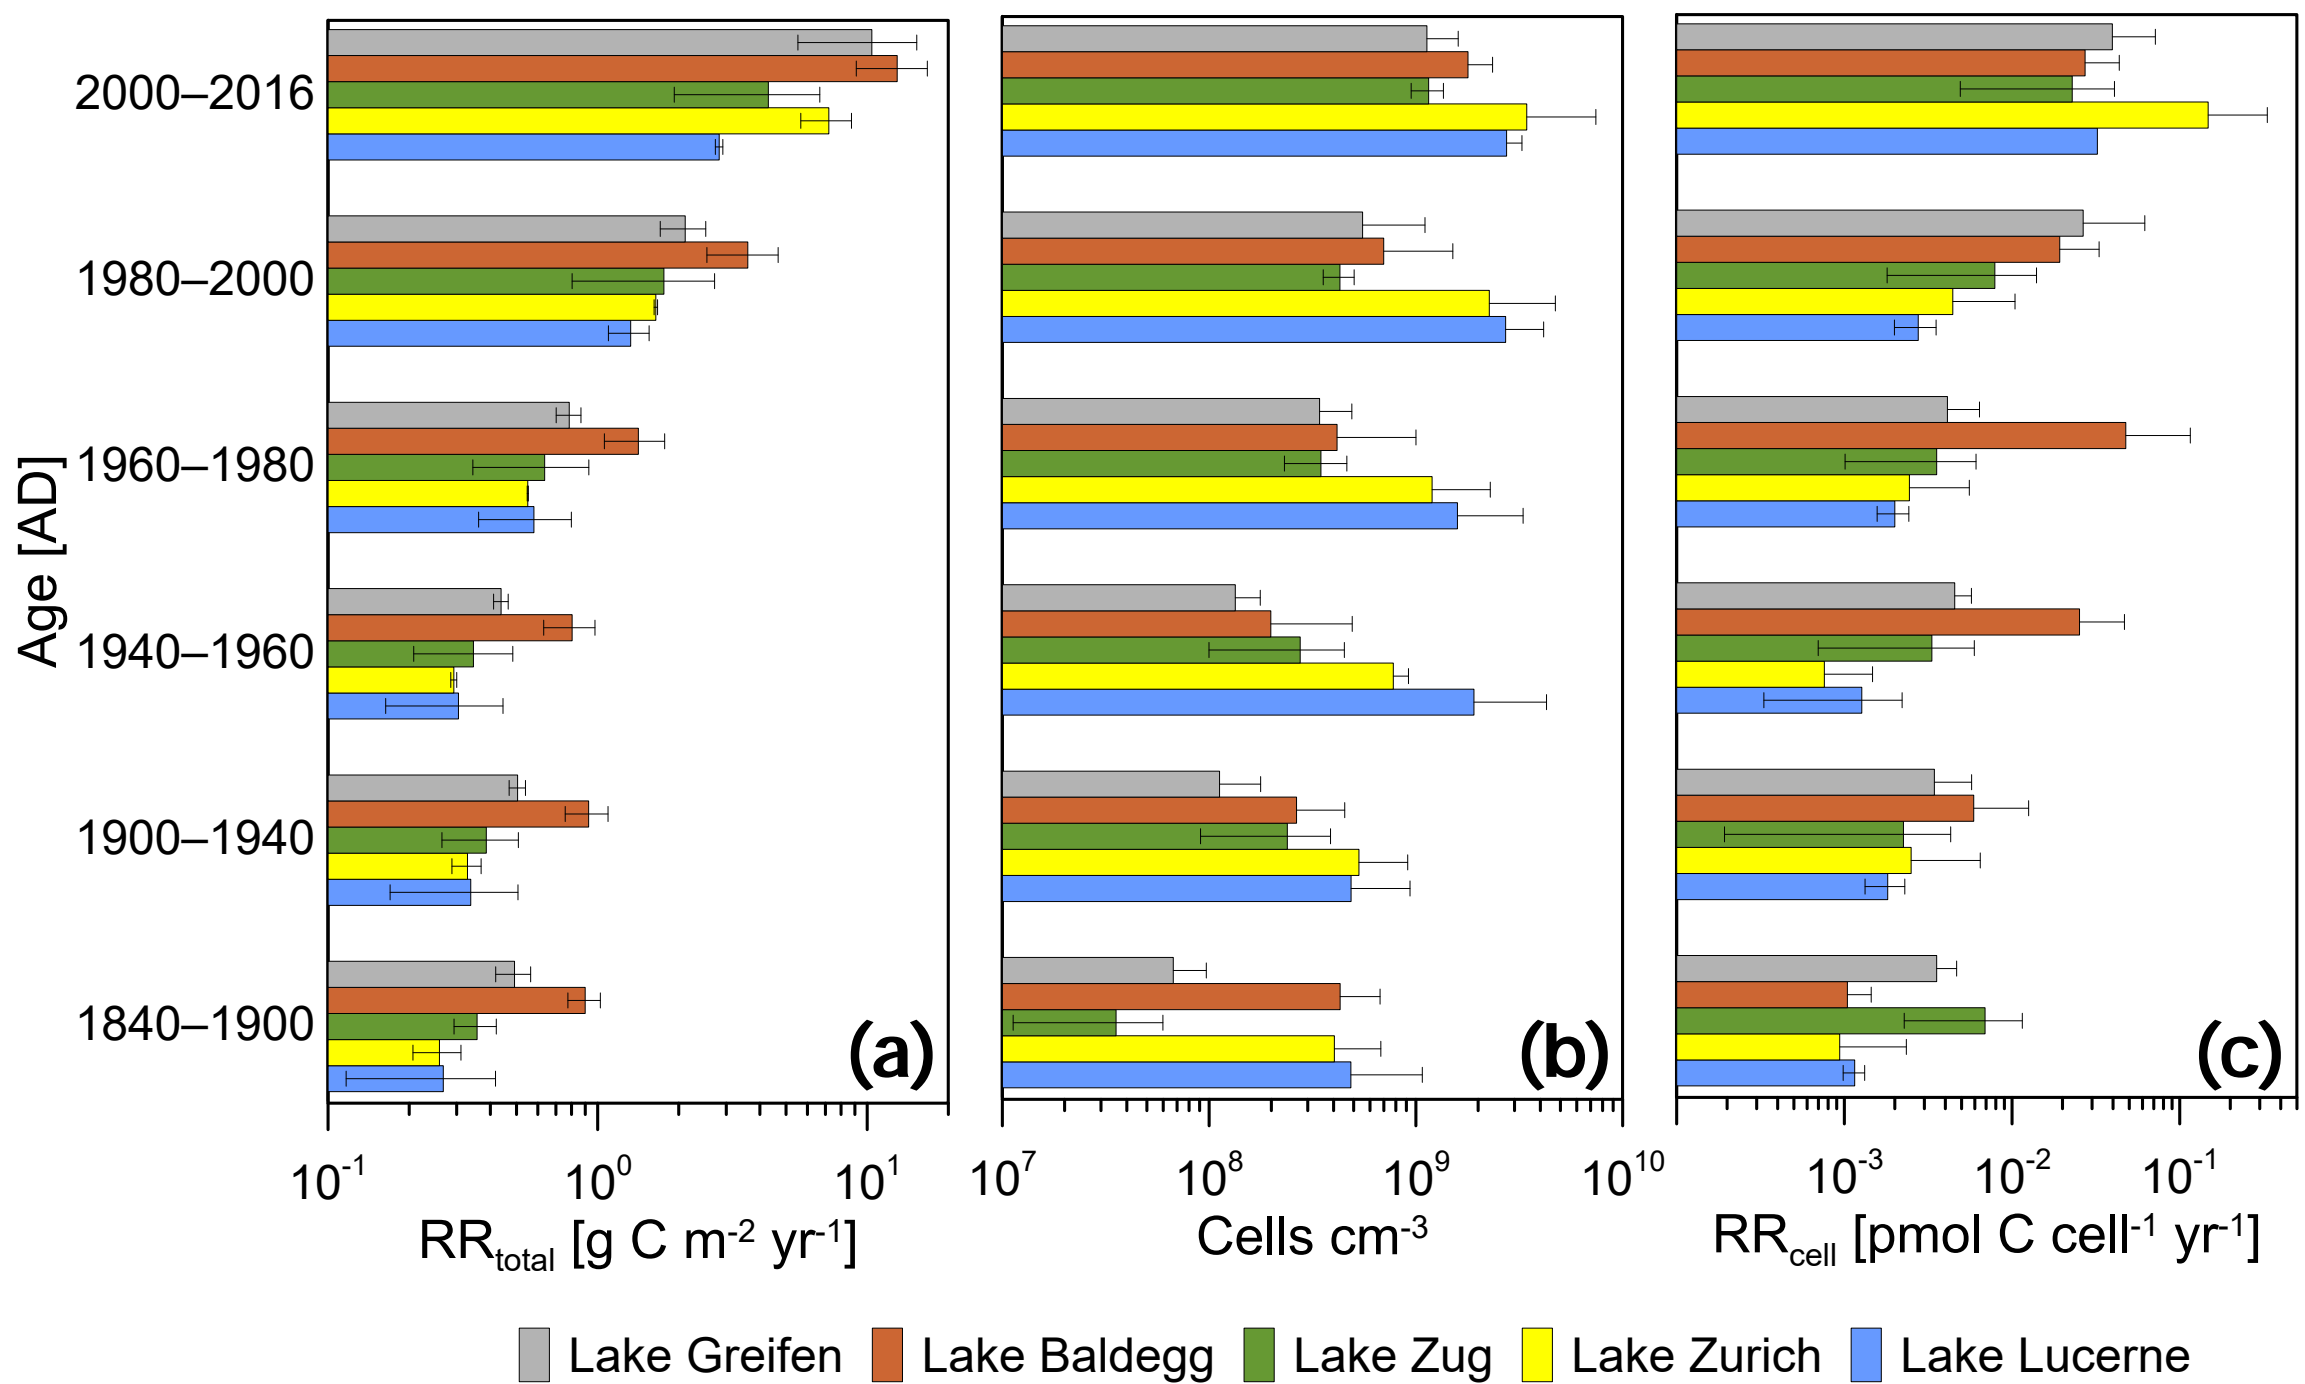 2000–2016
1980–2000
1960–1980
1940–1960
1900–1940
1840–1900
Age [AD]
(a)
(b)
(c)
10⁻¹ 10⁰ 10¹
10⁷ 10⁸ 10⁹ 10¹⁰
10⁻³ 10⁻² 10⁻¹
RRtotal [g C m⁻² yr⁻¹]
Cells cm⁻³
RRcell [pmol C cell⁻¹ yr⁻¹]
Lake Greifen Lake Baldegg Lake Zug Lake Zurich Lake Lucerne